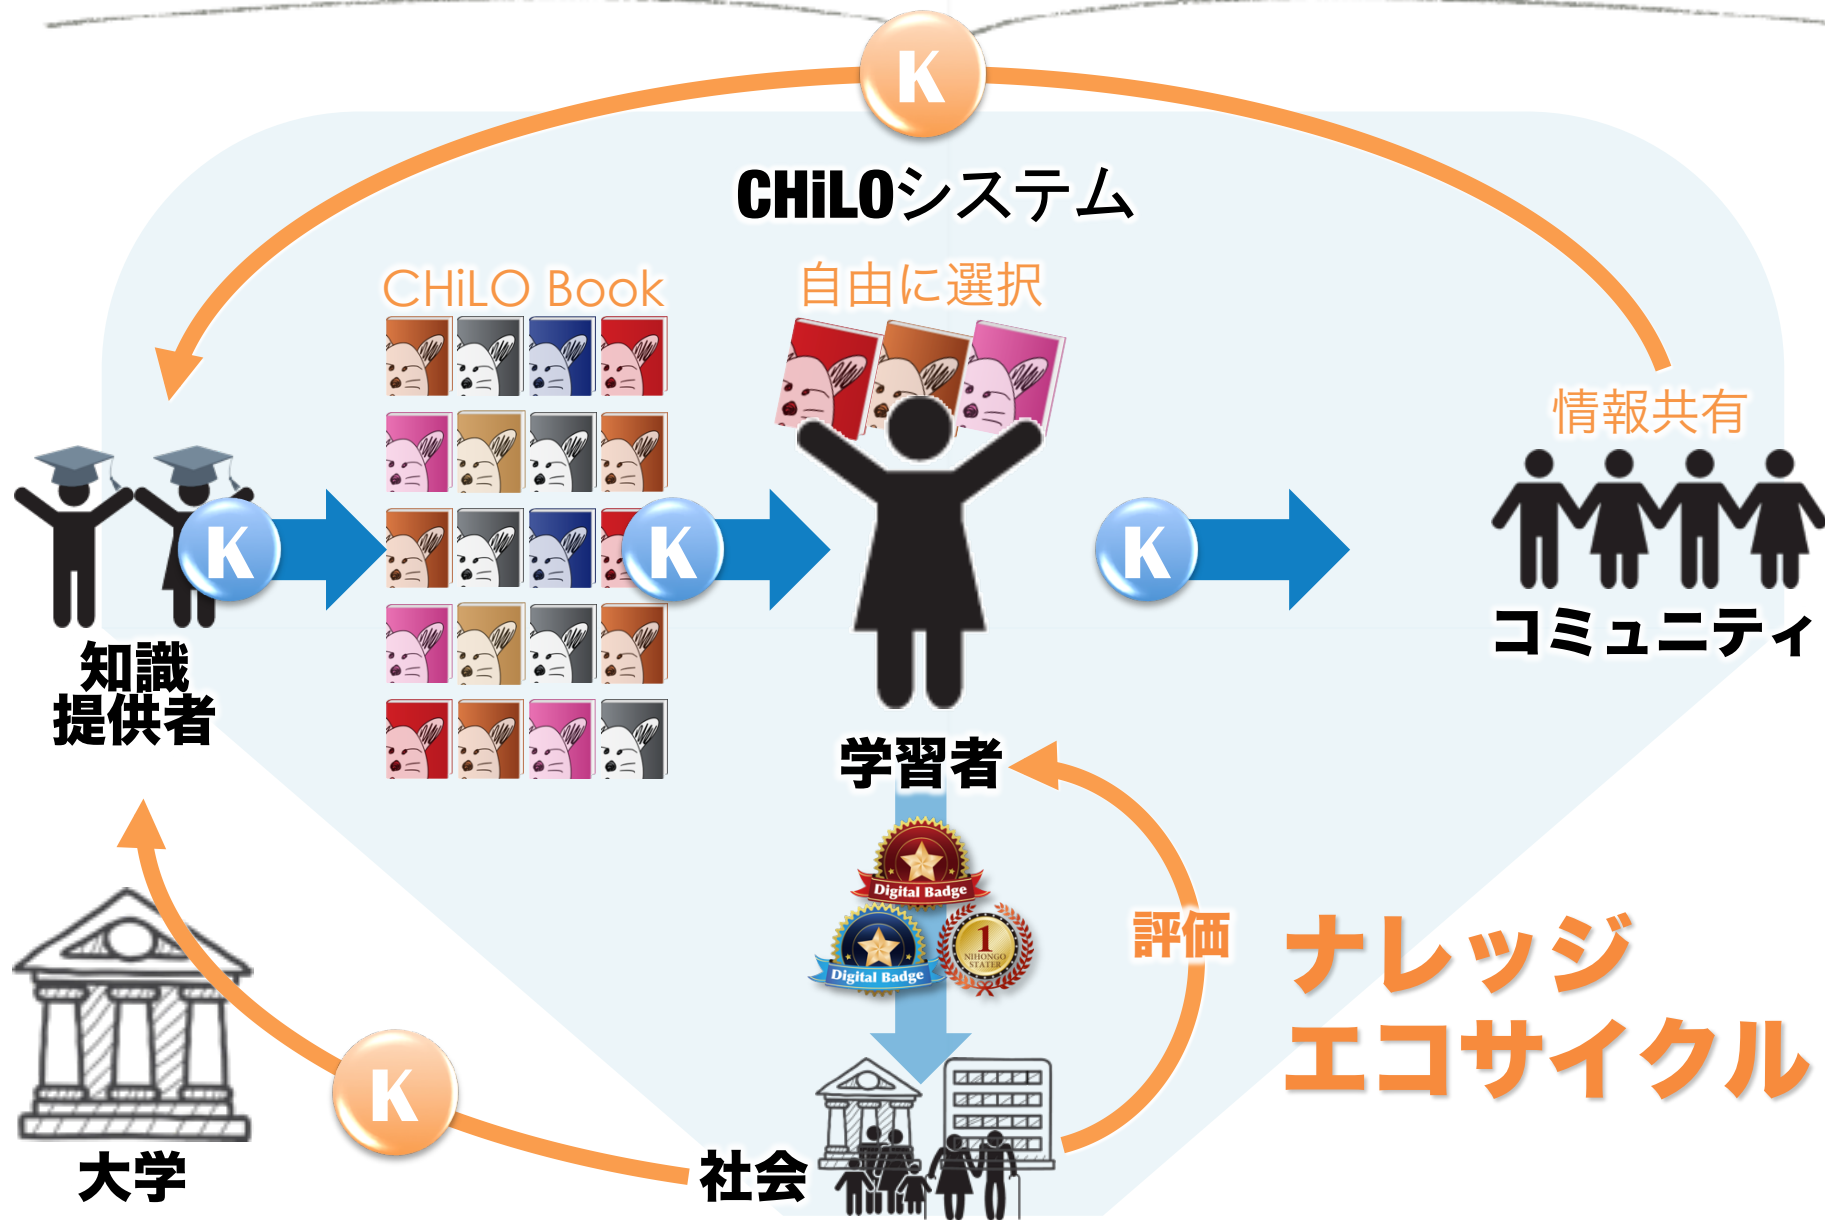 K
CHiLOシステム
CHiLO Book
自由に選択
情報共有
K
K
K
コミュニティ
知識
提供者
学習者
Digital Badge
Digital Badge
1
NIHONGO
STATER
評価
ナレッジ
エコサイクル
K
大学
社会